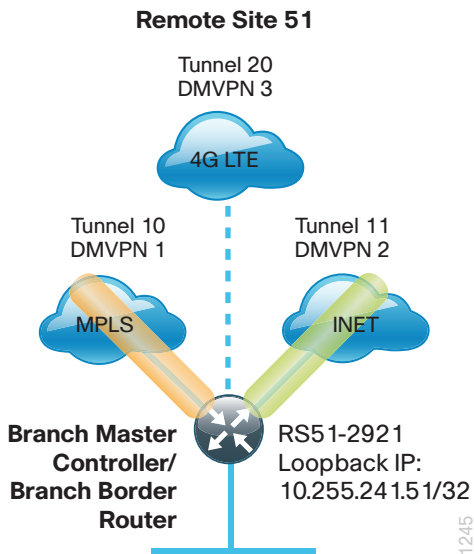 Remote Site 51
Tunnel 20
DMVPN 3
4G LTE
Tunnel 10
DMVPN 1
Tunnel 11
DMVPN 2
MPLS
INET
Branch Master
Controller/
Branch Border
Router
RS51-2921
Loopback IP:
10.255.241.51/32
1245